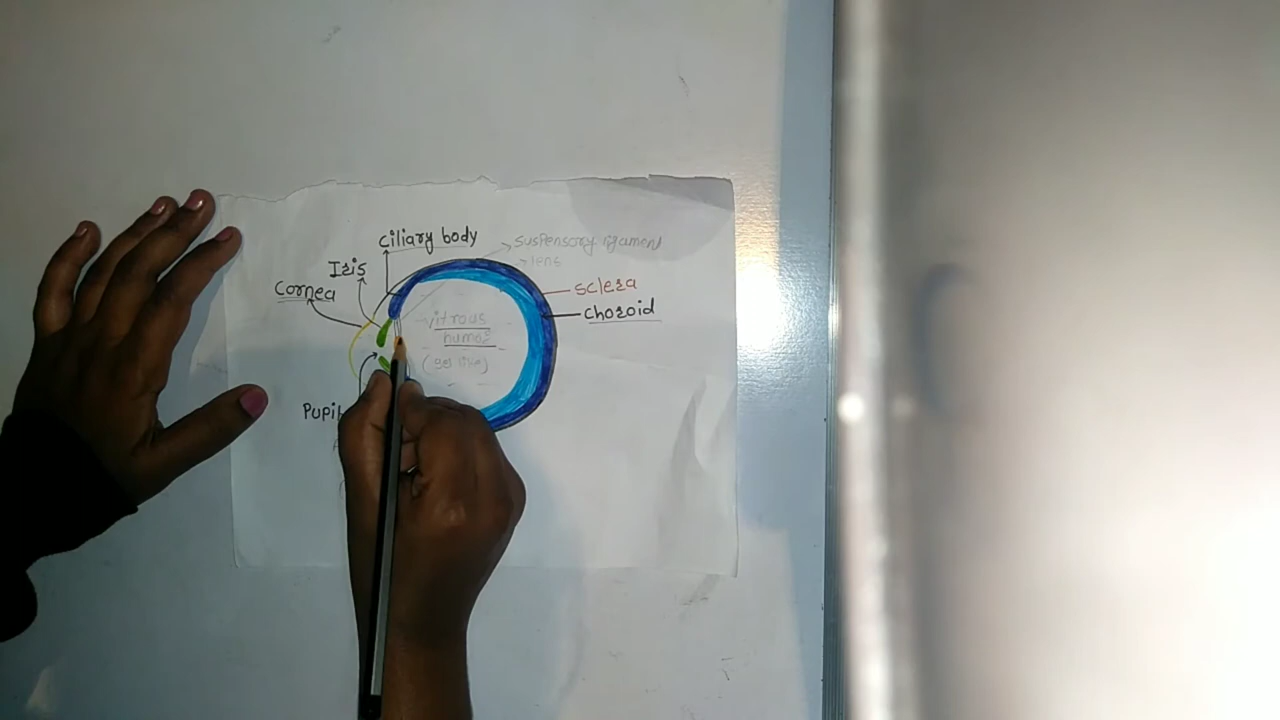 ciliary body
suspensory ligament
lens
Iris
Cornea
sclera
choroid
vitrous
humor
(gel like)
Pupil